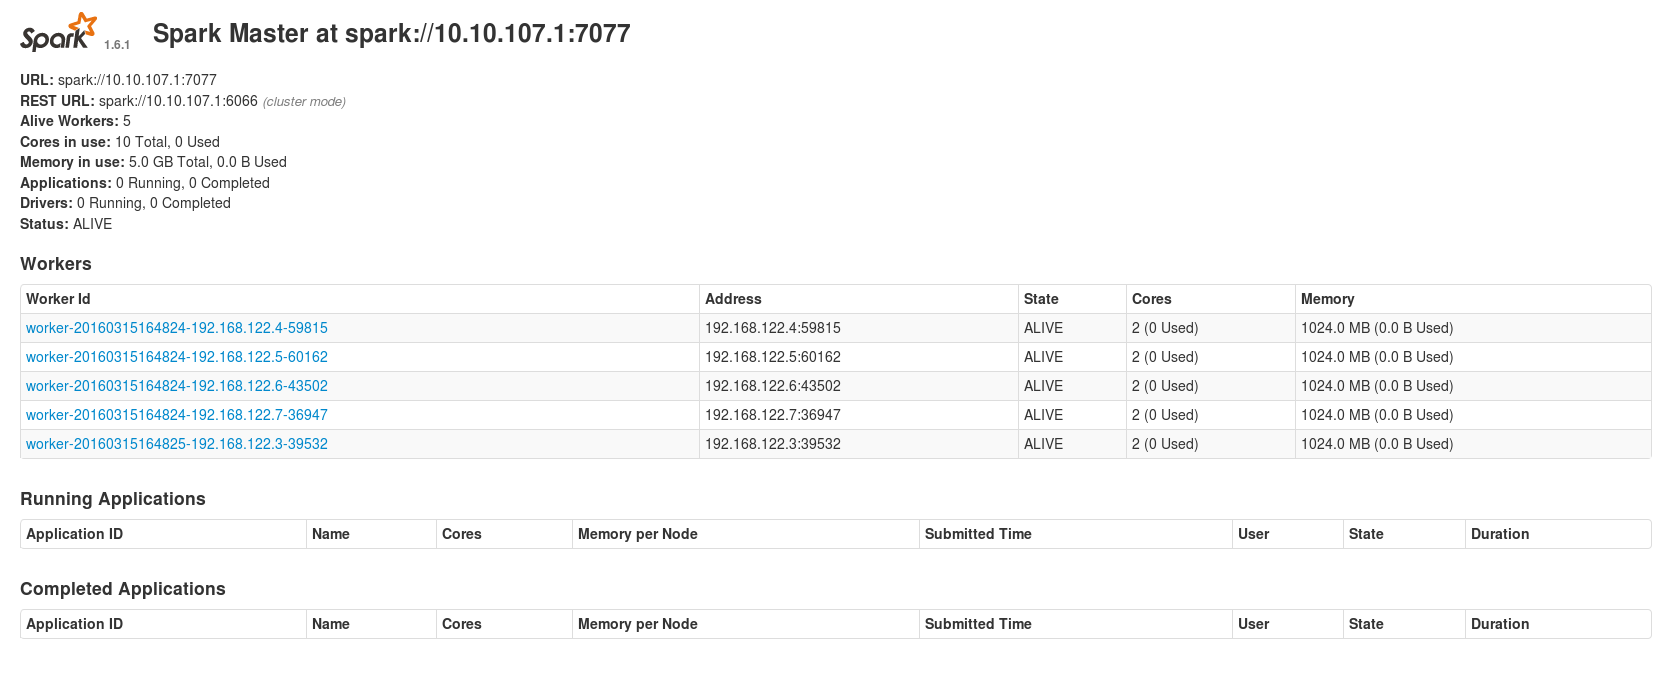 Spark 1.6.1 Spark Master at spark://10.10.107.1:7077
URL: spark://10.10.107.1:7077
REST URL: spark://10.10.107.1:6066 (cluster mode)
Alive Workers: 5
Cores in use: 10 Total, 0 Used
Memory in use: 5.0 GB Total, 0.0 B Used
Applications: 0 Running, 0 Completed
Drivers: 0 Running, 0 Completed
Status: ALIVE
Workers
Worker Id Address State Cores Memory
worker-20160315164824-192.168.122.4-59815 192.168.122.4:59815 ALIVE 2 (0 Used) 1024.0 MB (0.0 B Used)
worker-20160315164824-192.168.122.5-60162 192.168.122.5:60162 ALIVE 2 (0 Used) 1024.0 MB (0.0 B Used)
worker-20160315164824-192.168.122.6-43502 192.168.122.6:43502 ALIVE 2 (0 Used) 1024.0 MB (0.0 B Used)
worker-20160315164824-192.168.122.7-36947 192.168.122.7:36947 ALIVE 2 (0 Used) 1024.0 MB (0.0 B Used)
worker-20160315164825-192.168.122.3-39532 192.168.122.3:39532 ALIVE 2 (0 Used) 1024.0 MB (0.0 B Used)
Running Applications
Application ID Name Cores Memory per Node Submitted Time User State Duration
Completed Applications
Application ID Name Cores Memory per Node Submitted Time User State Duration